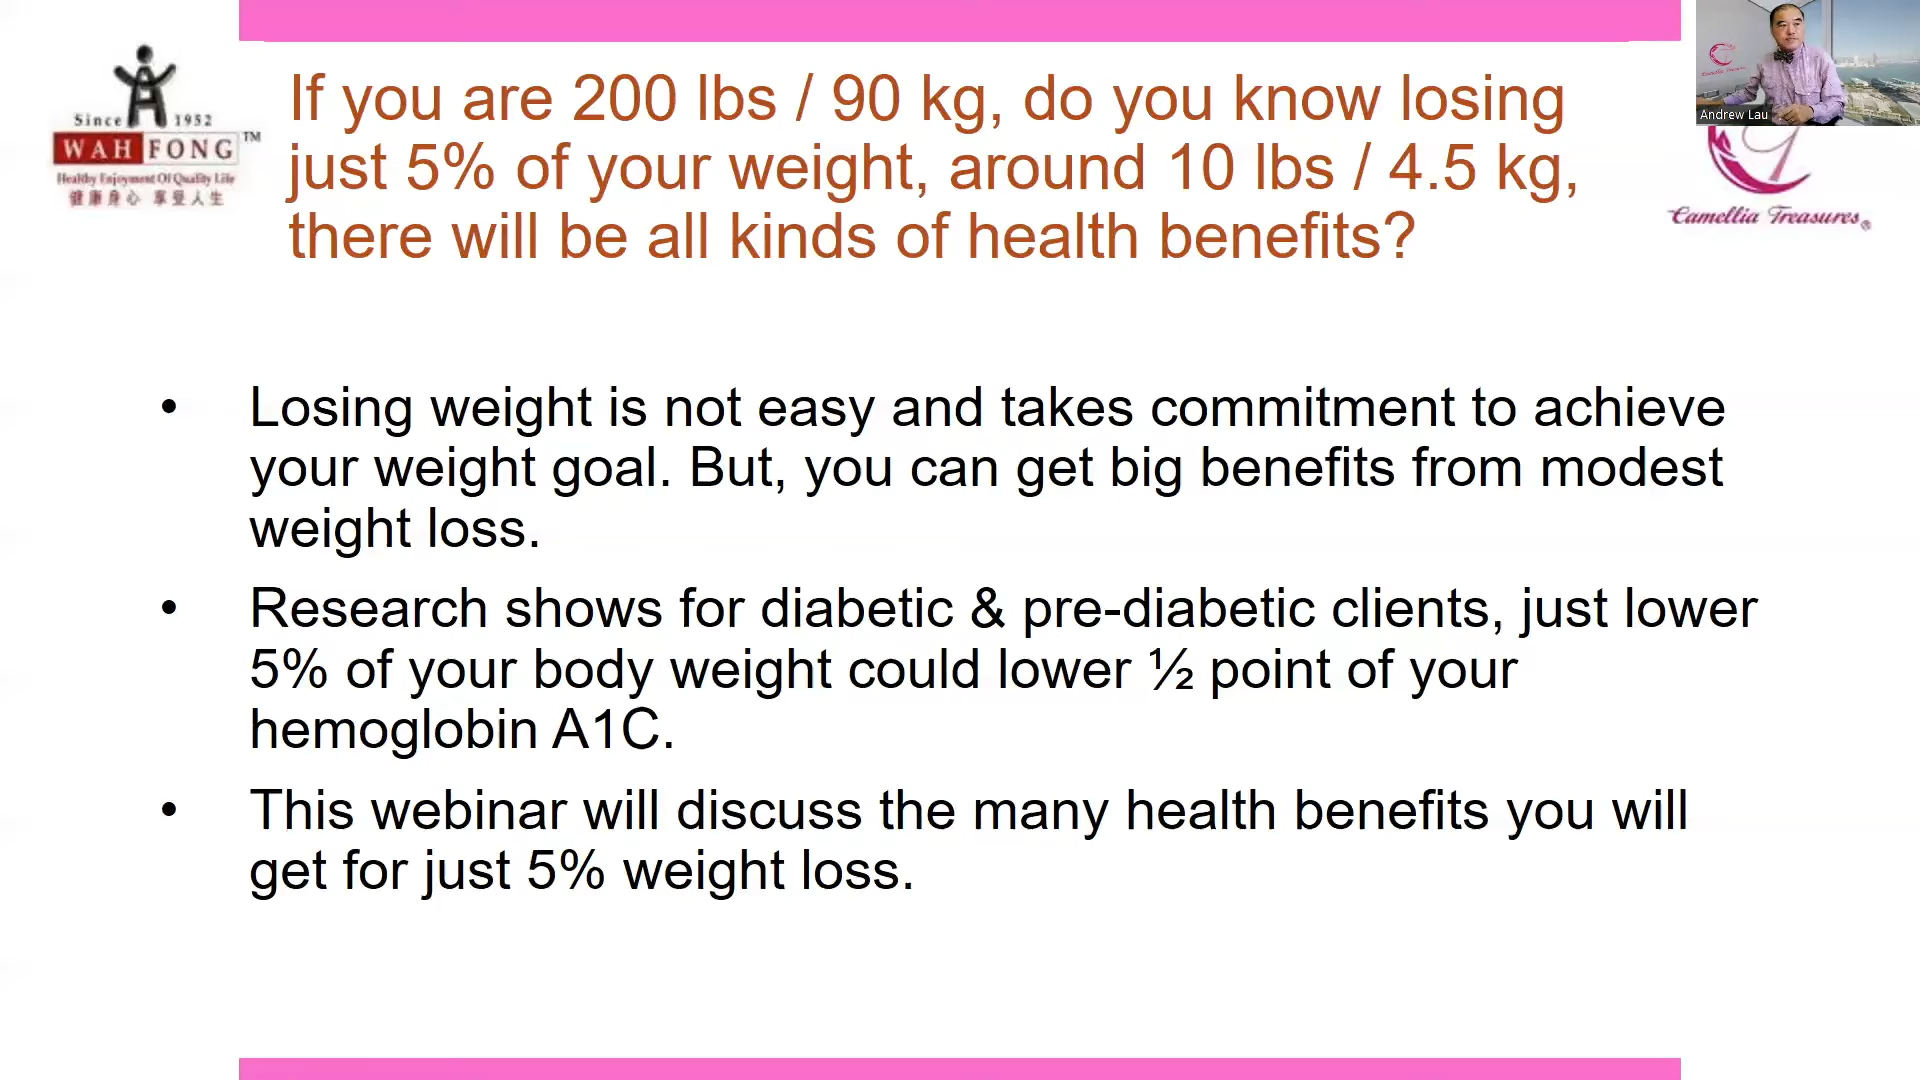 Since 1952
WAH FONG™
Healthy Enjoyment Of Quality Life
健康身心 享受人生
If you are 200 lbs / 90 kg, do you know losing
just 5% of your weight, around 10 lbs / 4.5 kg,
there will be all kinds of health benefits?
Andrew Lau
Camellia Treasures®
• Losing weight is not easy and takes commitment to achieve
your weight goal. But, you can get big benefits from modest
weight loss.
• Research shows for diabetic & pre-diabetic clients, just lower
5% of your body weight could lower ½ point of your
hemoglobin A1C.
• This webinar will discuss the many health benefits you will
get for just 5% weight loss.